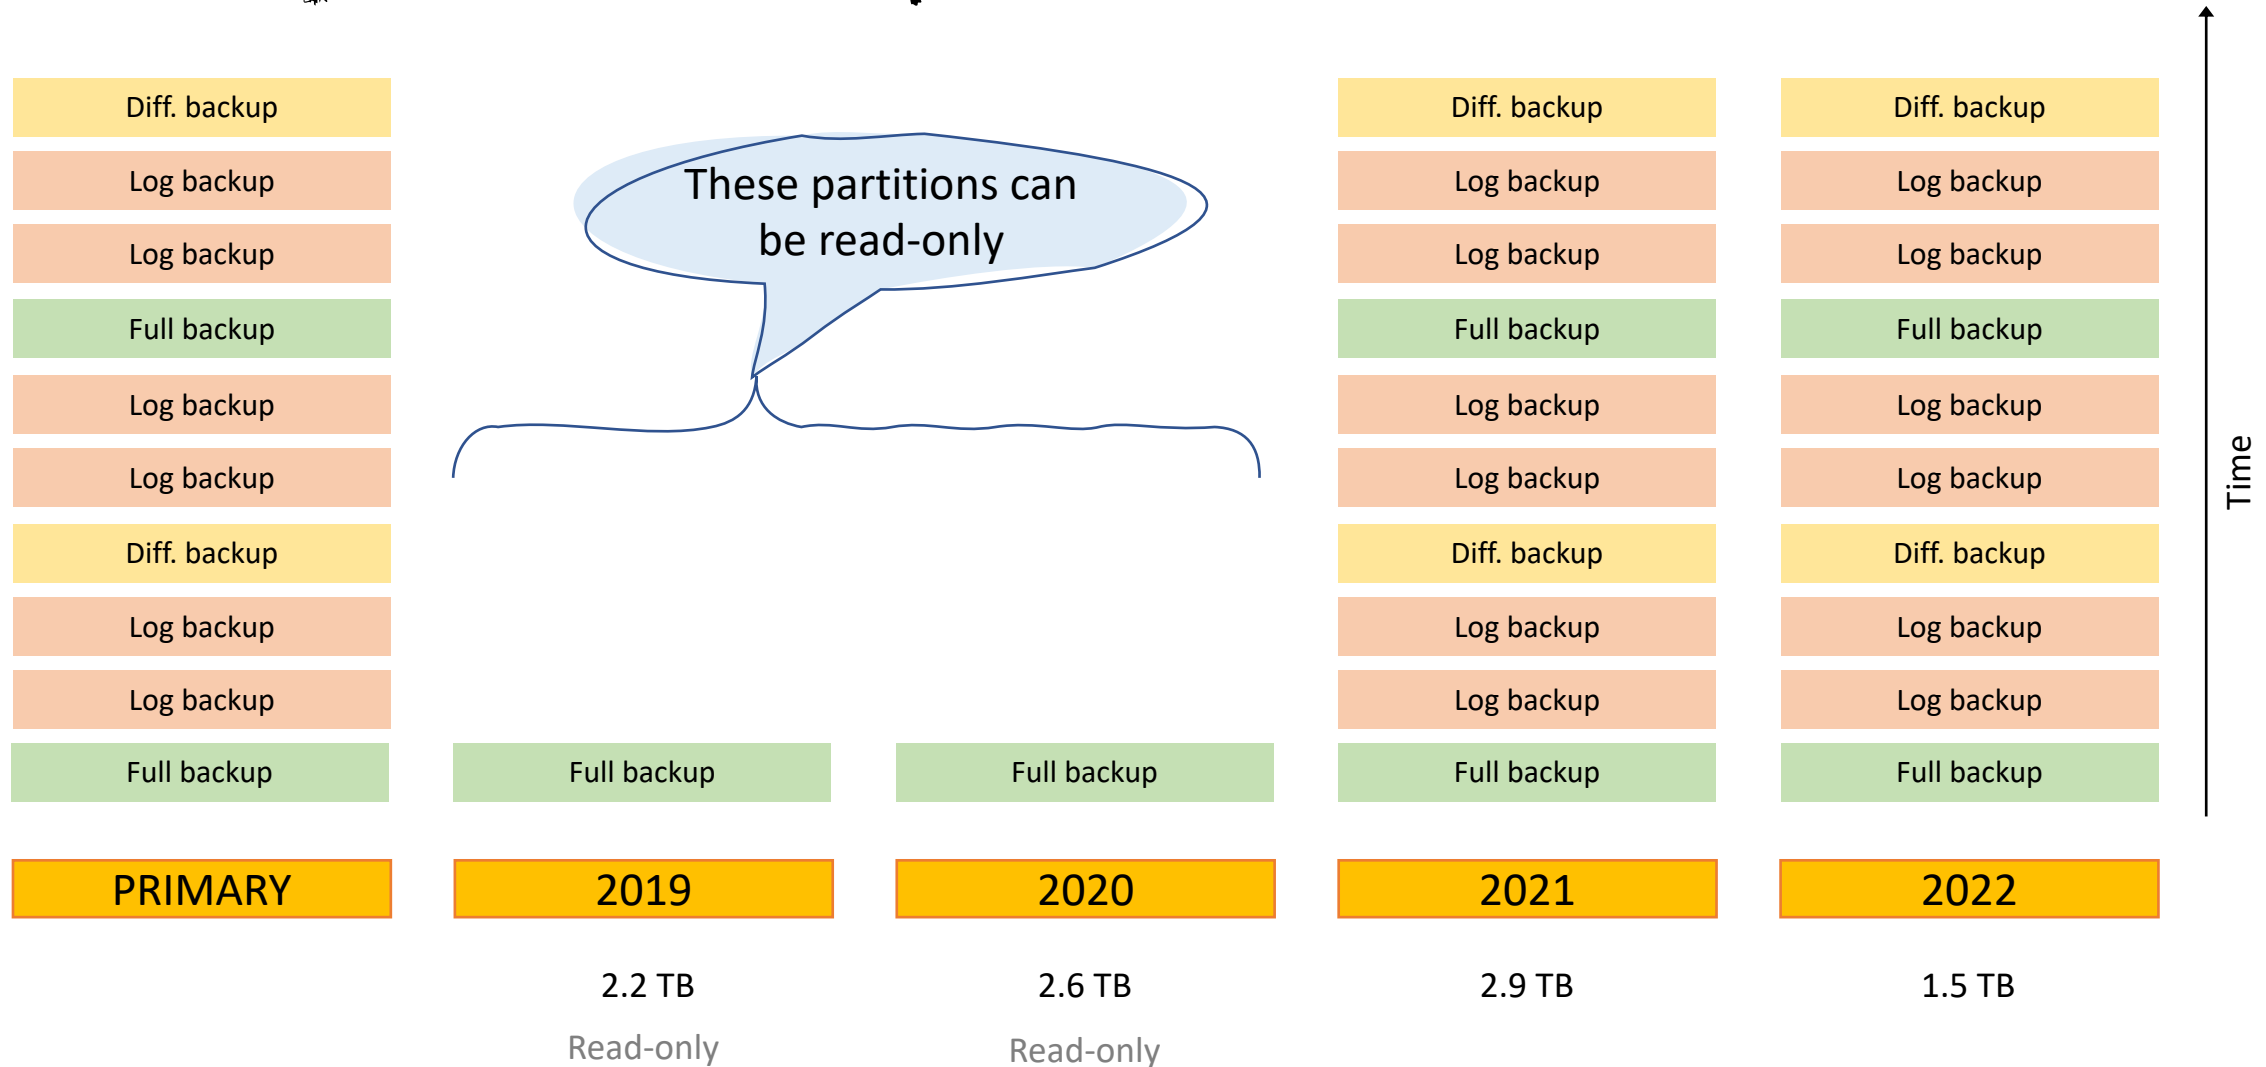 Diff. backup
Diff. backup
Diff. backup
These partitions can
be read-only
Log backup
Log backup
Log backup
Log backup
Log backup
Log backup
Full backup
Full backup
Full backup
Log backup
Log backup
Log backup
Time
Log backup
Log backup
Log backup
Diff. backup
Diff. backup
Diff. backup
Log backup
Log backup
Log backup
Log backup
Log backup
Log backup
Full backup
Full backup
Full backup
Full backup
Full backup
PRIMARY
2019
2020
2021
2022
2.2 TB
2.6 TB
2.9 TB
1.5 TB
Read-only
Read-only